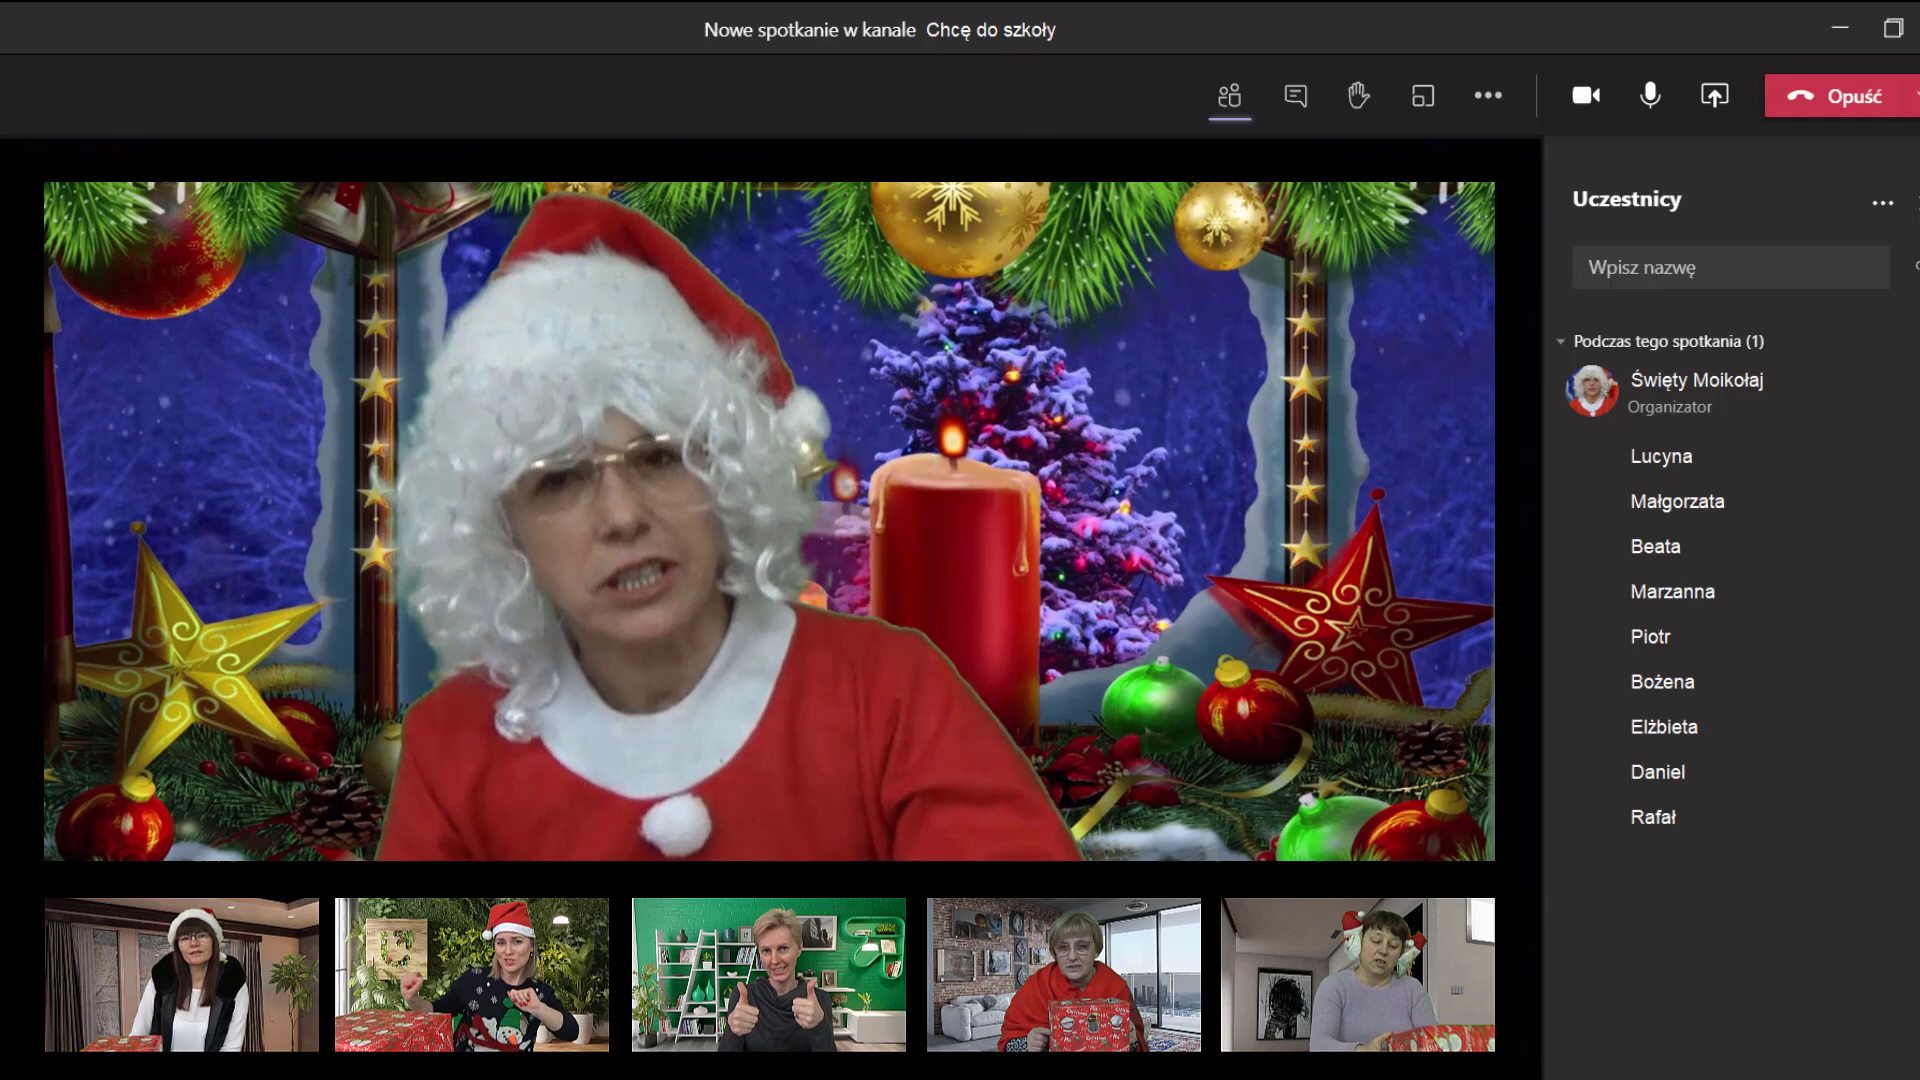 Nowe spotkanie w kanale Chcę do szkoły
Opuść
Uczestnicy
Wpisz nazwę
Podczas tego spotkania (1)
Święty Moikołaj
Organizator
Lucyna
Małgorzata
Beata
Marzanna
Piotr
Bożena
Elżbieta
Daniel
Rafał